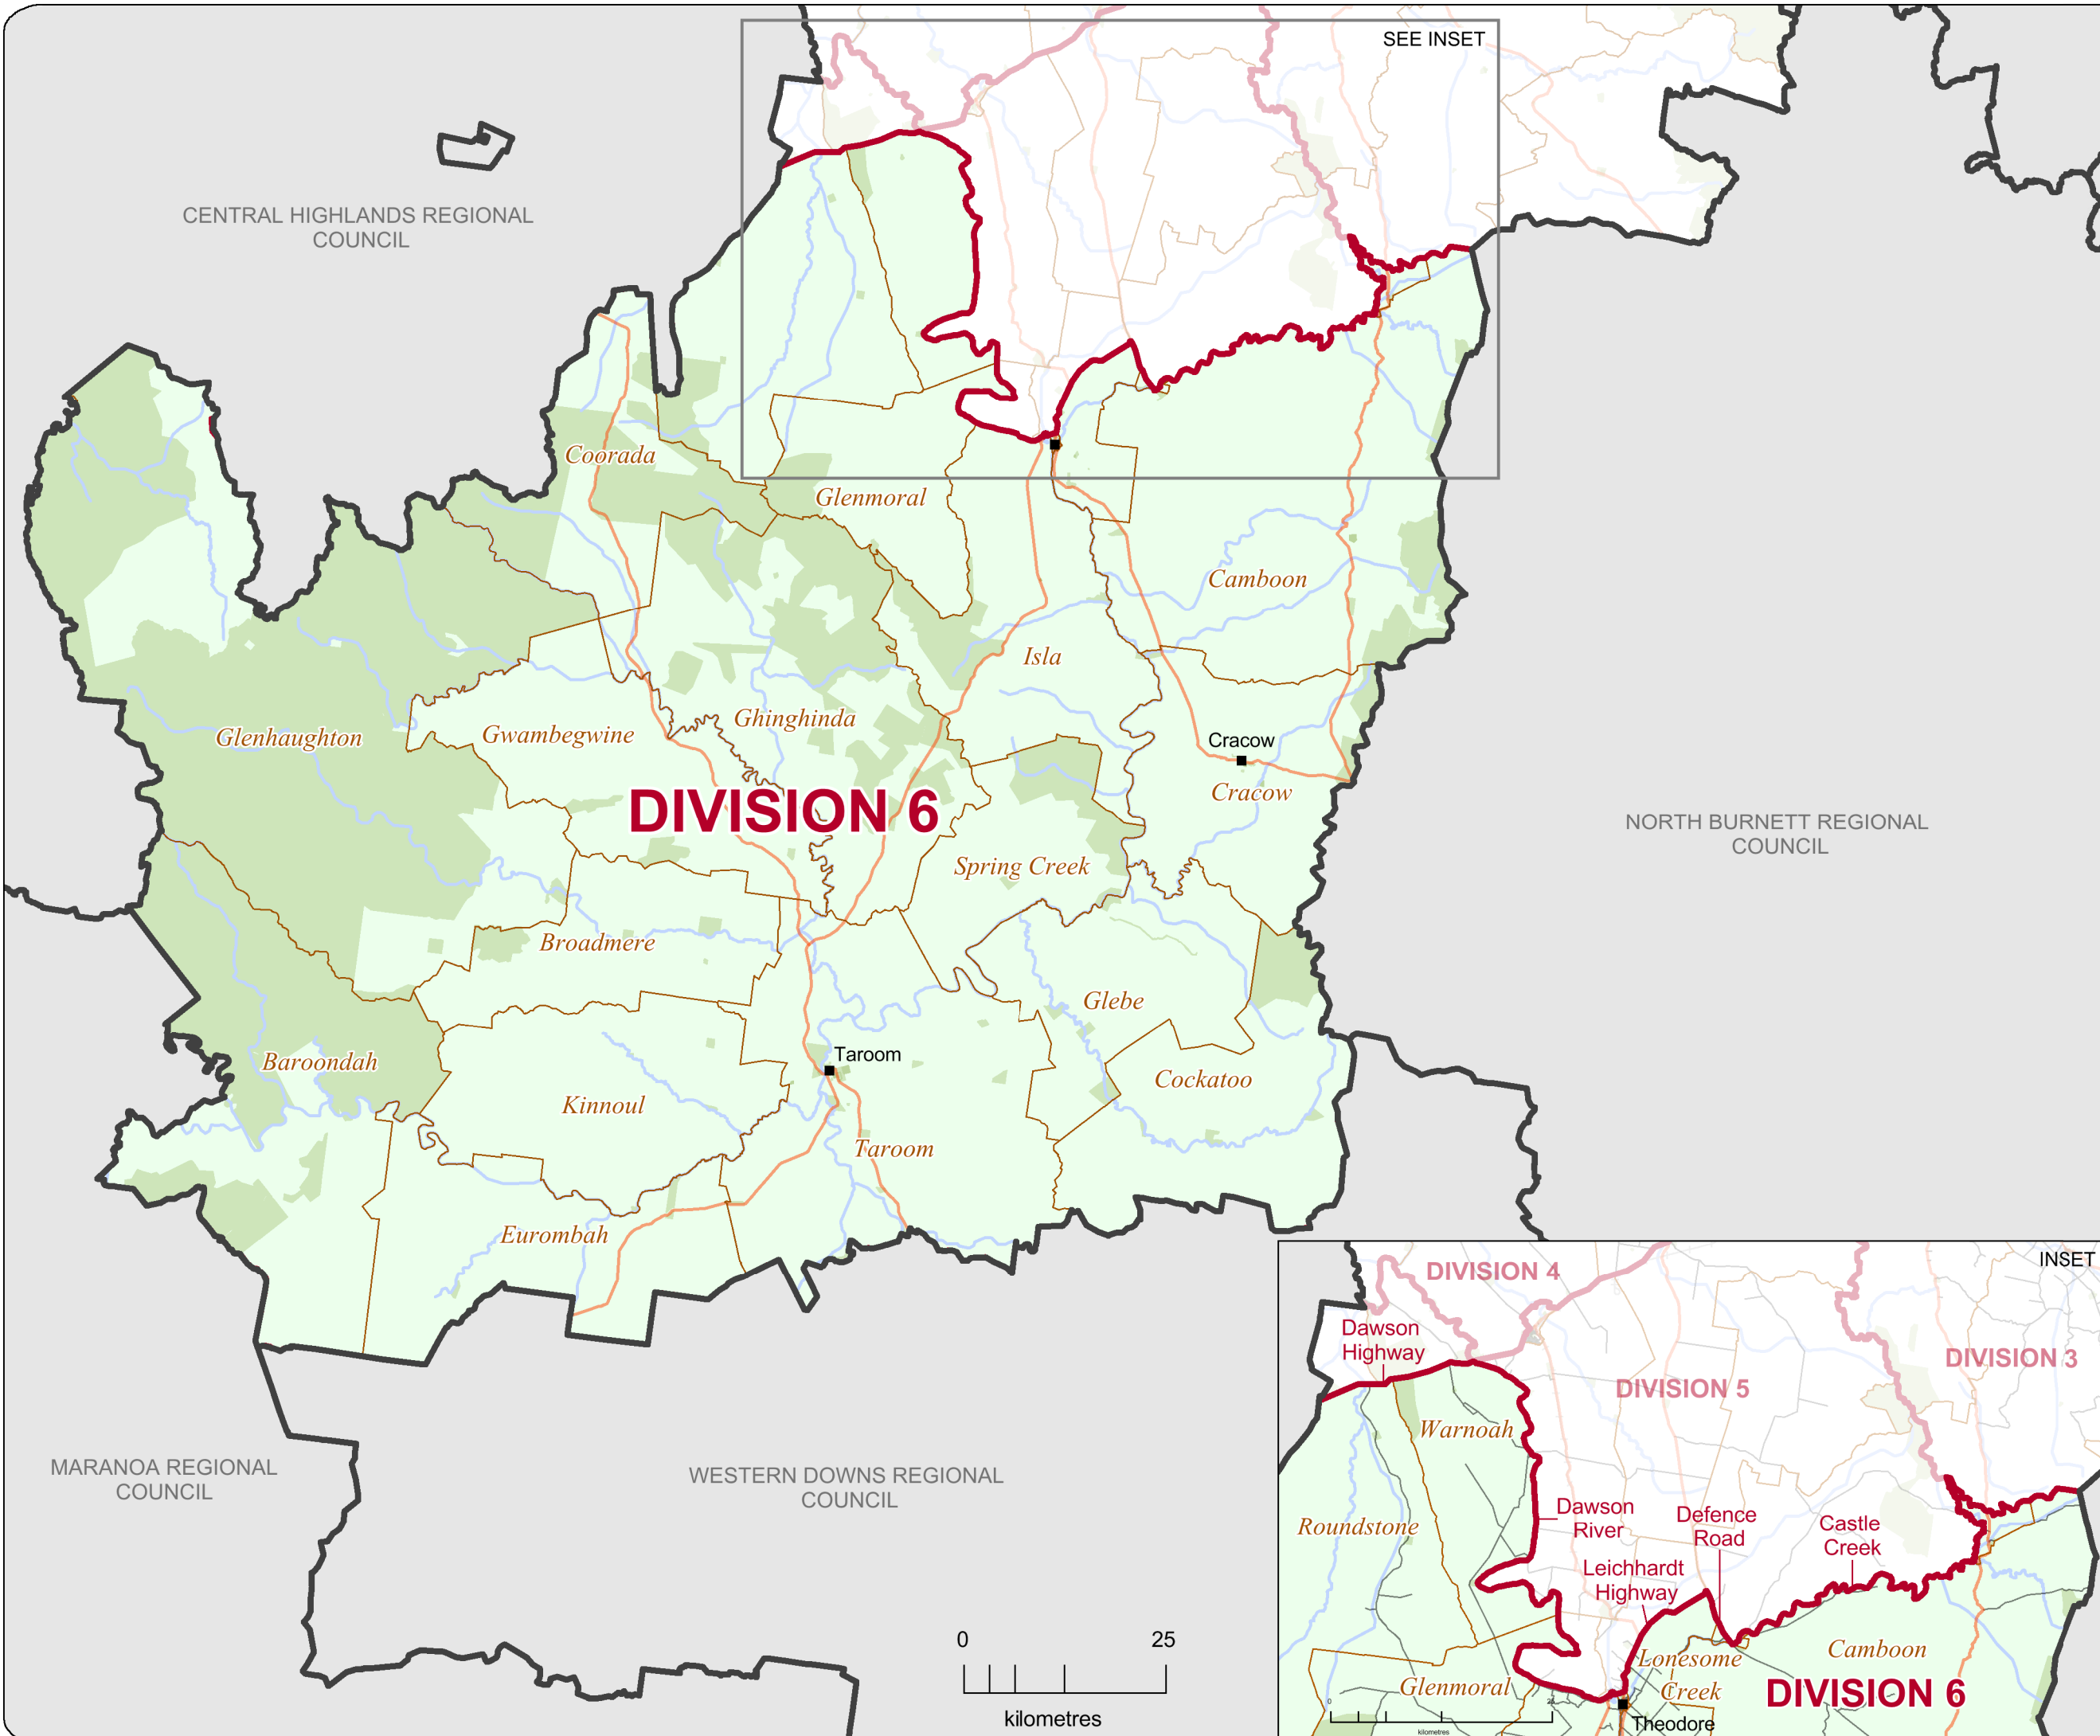 SEE INSET
CENTRAL HIGHLANDS REGIONAL
COUNCIL
Coorada
Glenmoral
Camboon
Isla
Ghinghinda
Gwambegwine
Glenhaughton
Cracow
Cracow
DIVISION 6
NORTH BURNETT REGIONAL
COUNCIL
Spring Creek
Broadmere
Glebe
Taroom
Baroondah
Cockatoo
Kinnoul
Taroom
Eurombah
MARANOA REGIONAL
COUNCIL
WESTERN DOWNS REGIONAL
COUNCIL
0 25
kilometres
INSET
DIVISION 4
Dawson
Highway
DIVISION 3
DIVISION 5
Warnoah
Dawson
River
Defence
Road
Castle
Creek
Roundstone
Leichhardt
Highway
Lonesome
Creek
Camboon
Glenmoral
DIVISION 6
Theodore
kilometres